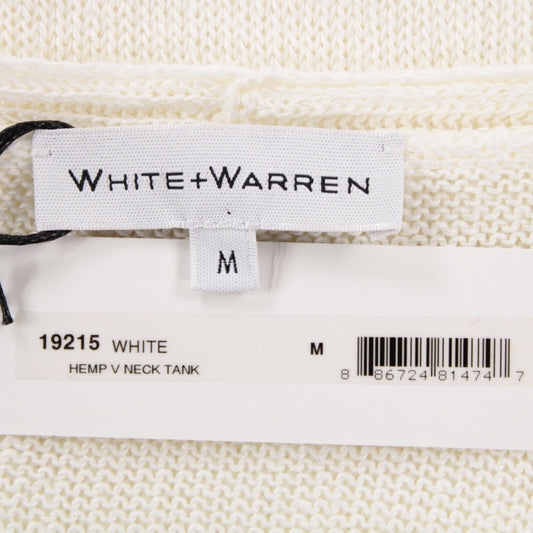 WHITE+WARREN
M
19215 WHITE M
HEMP V NECK TANK
8 86724 81474 7